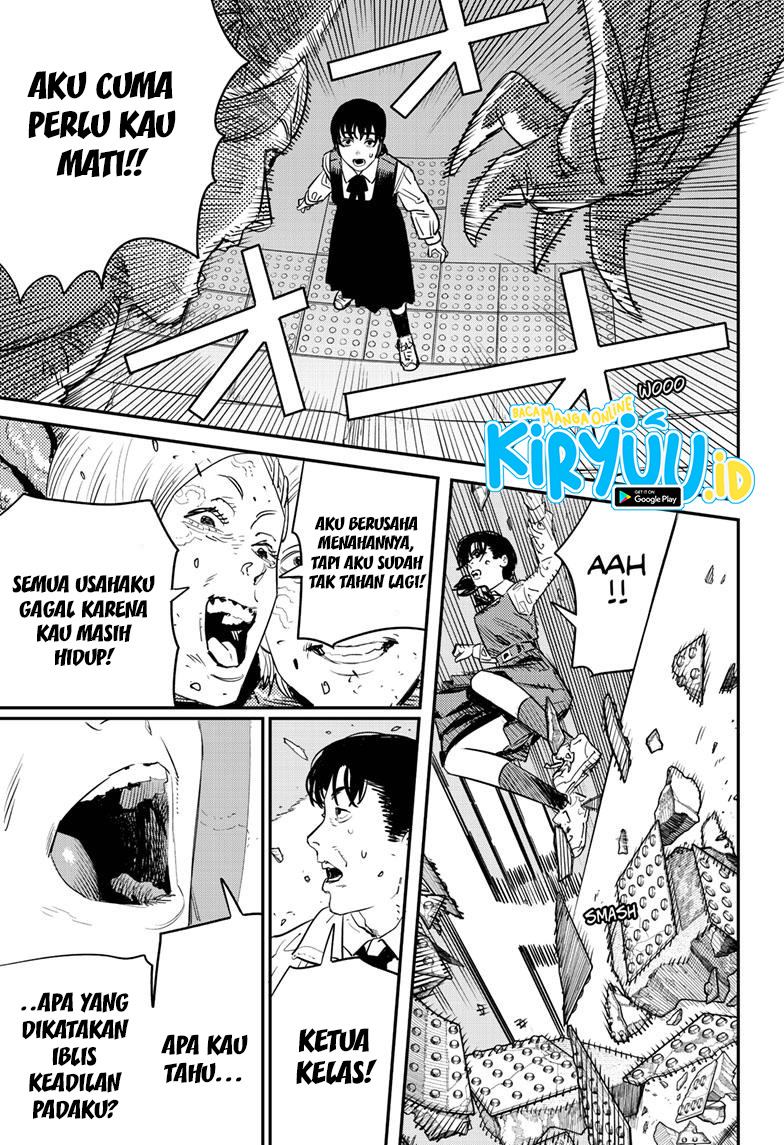 AKU CUMA
PERLU KAU
MATI!!
WOOO
BACA MANGA ONLINE
KIRYUU.ID
GET IT ON
Google Play
AAH
!!
SMASH
AKU BERUSAHA
MENAHANNYA,
TAPI AKU SUDAH
TAK TAHAN LAGI!
SEMUA USAHAKU
GAGAL KARENA
KAU MASIH
HIDUP!
KETUA
KELAS!
APA KAU
TAHU...
..APA YANG
DIKATAKAN
IBLIS
KEADILAN
PADAKU?